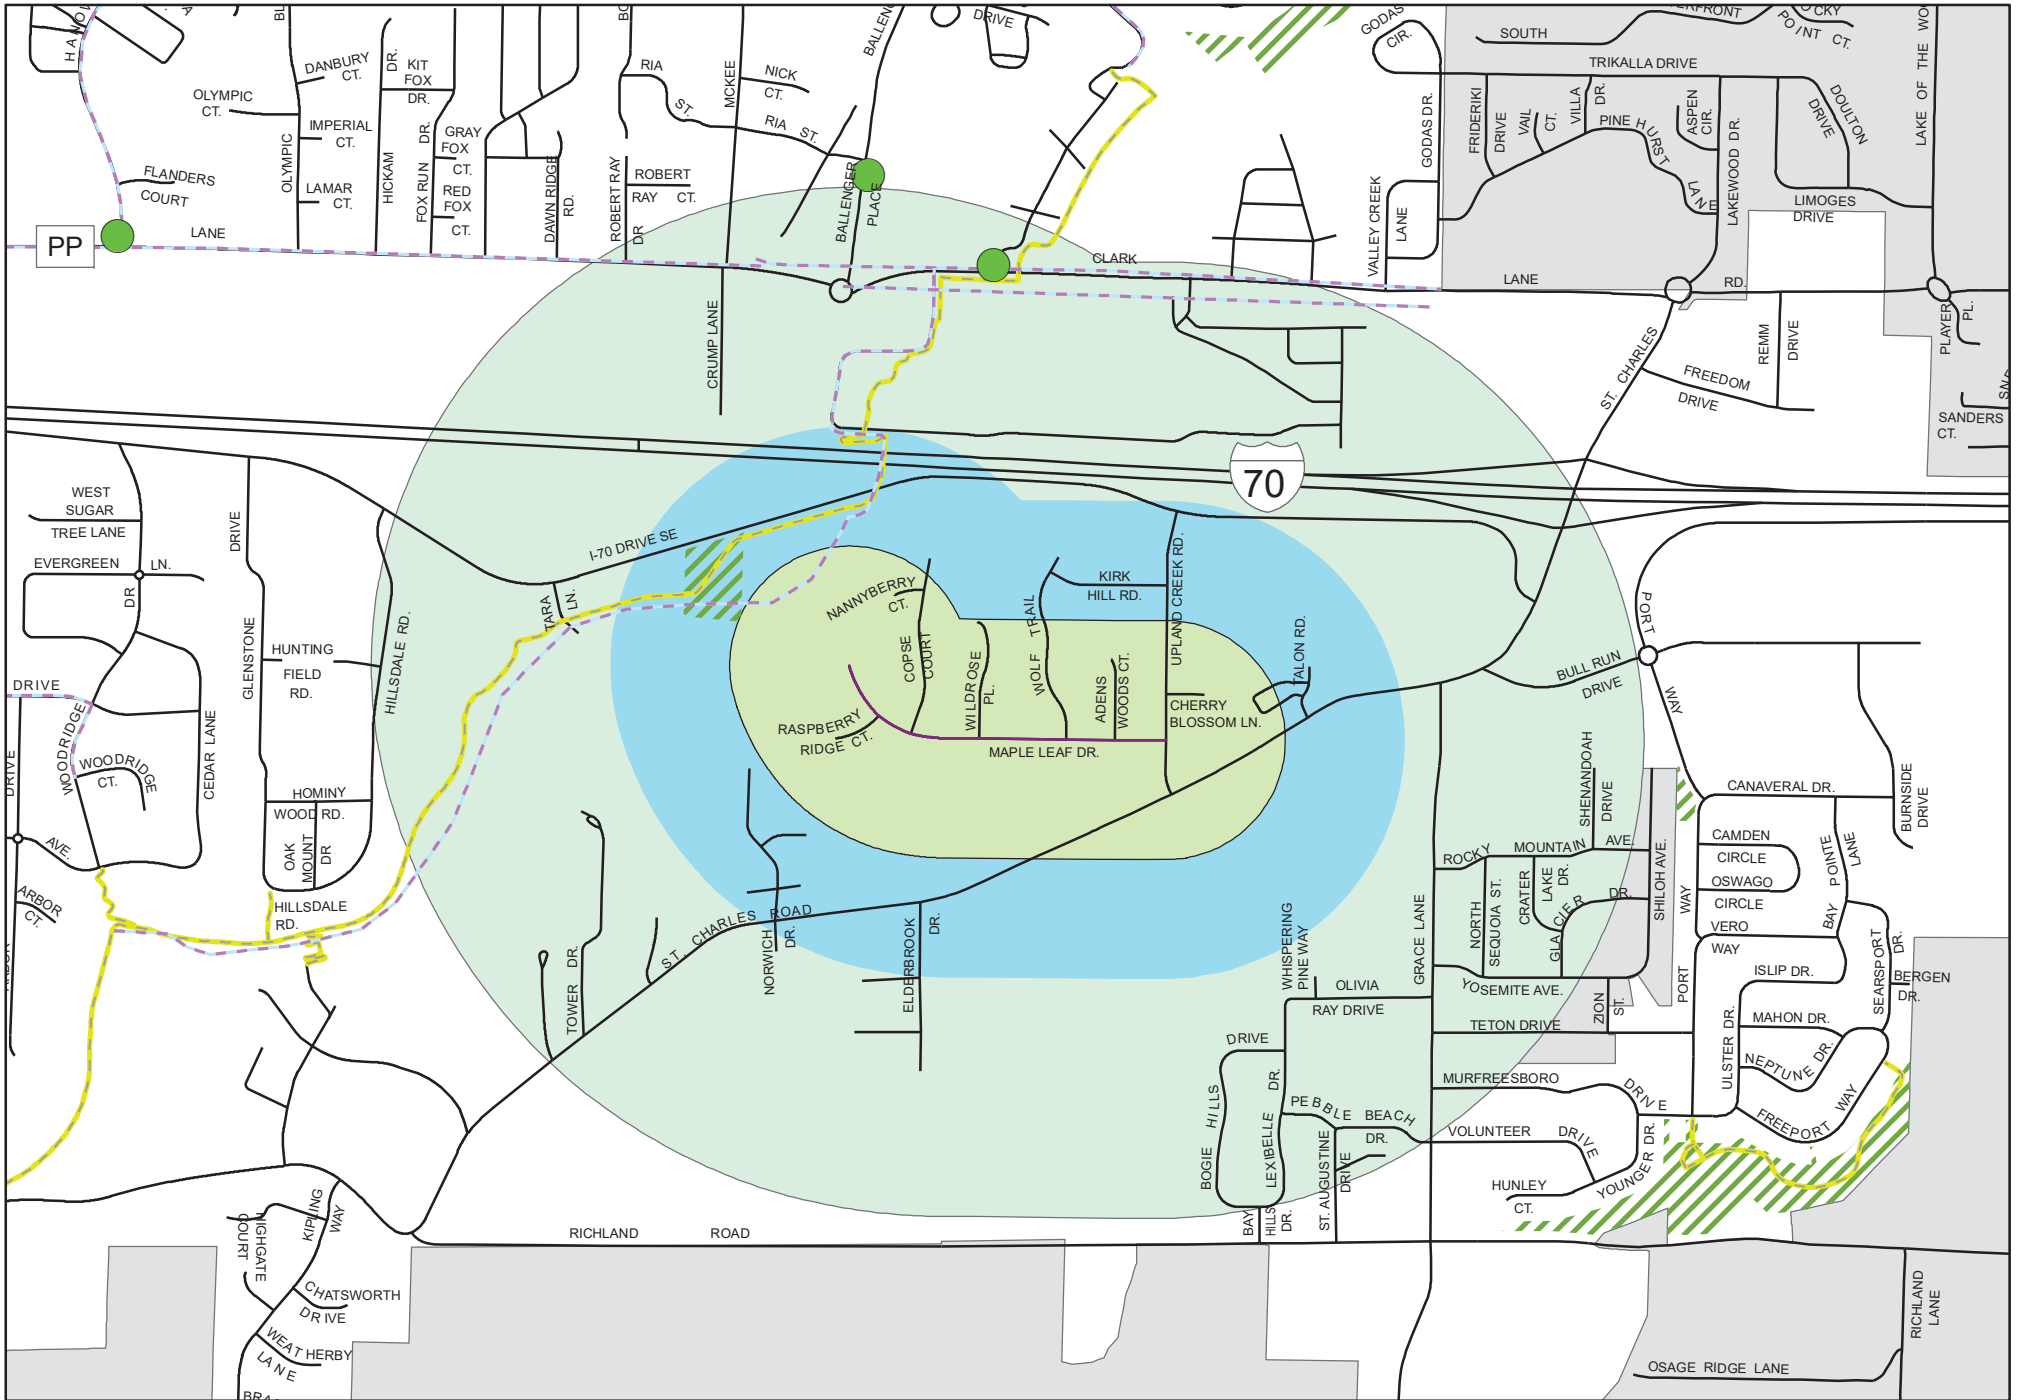 DRIVE
GODAS
CIR.
SOUTH
POINT CT.
TRIKALLA DRIVE
LAKE OF THE
DANBURY
CT.
DR.
KIT
FOX
DR.
RIA
ST.
MCKEE
NICK
CT.
RIA ST.
OLYMPIC
CT.
IMPERIAL
CT.
OLYMPIC
HICKAM
FOX RUN DR.
GRAY
FOX
CT.
RED
FOX
CT.
LAMAR
CT.
FLANDERS
COURT
DAWN RIDGE
RD.
ROBERT RAY
DR
ROBERT
RAY CT.
BALLENGER
PLACE
GODAS DR.
VALLEY CREEK
LANE
FRIDERIKI
DRIVE
VAIL
CT.
VILLA
DR.
PINE HURST
LANE
ASPEN
CIR.
LAKEWOOD DR.
DOULTON
DRIVE
LIMOGES
DRIVE
PP
LANE
CLARK
LANE
RD.
CRUMP LANE
ST. CHARLES
REMM
DRIVE
FREEDOM
DRIVE
PLAYER
PL.
SANDERS
CT.
70
WEST
SUGAR
TREE LANE
EVERGREEN
LN.
DR
DRIVE
GLENSTONE
HUNTING
FIELD
RD.
HILLSDALE RD.
I-70 DRIVE SE
TARA
LN.
NANNYBERRY
CT.
COPSE
COURT
WILDROSE
PL.
WOLF TRAIL
KIRK
HILL RD.
UPLAND CREEK RD.
ADENS
WOODS CT.
CHERRY
BLOSSOM LN.
TALON RD.
RASPBERRY
RIDGE CT.
MAPLE LEAF DR.
BULL RUN
DRIVE
PORT
WAY
DRIVE
WOODRIDGE
WOODRIDGE
CT.
CEDAR LANE
DRIVE
AVE.
ARBOR
CT.
HOMINY
WOOD RD.
OAK
MOUNT
DR
HILLSDALE
RD.
SHENANDOAH
DRIVE
ROCKY MOUNTAIN AVE.
CRATER
LAKE
DR.
GLACIER
DR.
NORTH
SEQUOIA ST.
SHILOH AVE.
CANAVERAL DR.
BURNSIDE
DRIVE
CAMDEN
CIRCLE
OSWAGO
CIRCLE
VERO
WAY
BAY POINTE
LANE
PORT WAY
ISLIP DR.
SEARSPORT
DR.
BERGEN
DR.
MAHON DR.
NEPTUNE DR.
ULSTER DR.
FREEPORT WAY
ST. CHARLES ROAD
NORWICH
DR.
ELDERBROOK
DR.
TOWER DR.
WHISPERING
PINE WAY
GRACE LANE
OLIVIA
RAY DRIVE
YOSEMITE AVE.
ZION
ST.
TETON DRIVE
DRIVE
BOGIE HILLS
LEXIBELLE DR.
PEBBLE BEACH
DR.
ST. AUGUSTINE
DRIVE
MURFREESBORO
DRIVE
VOLUNTEER DRIVE
YOUNGER DR.
HUNLEY
CT.
BAY
HILLS
DR.
RICHLAND ROAD
KIPLING
WAY
HIGHGATE
COURT
CHATSWORTH
DRIVE
WEATHERBY
LANE
OSAGE RIDGE LANE
RICHLAND
LANE